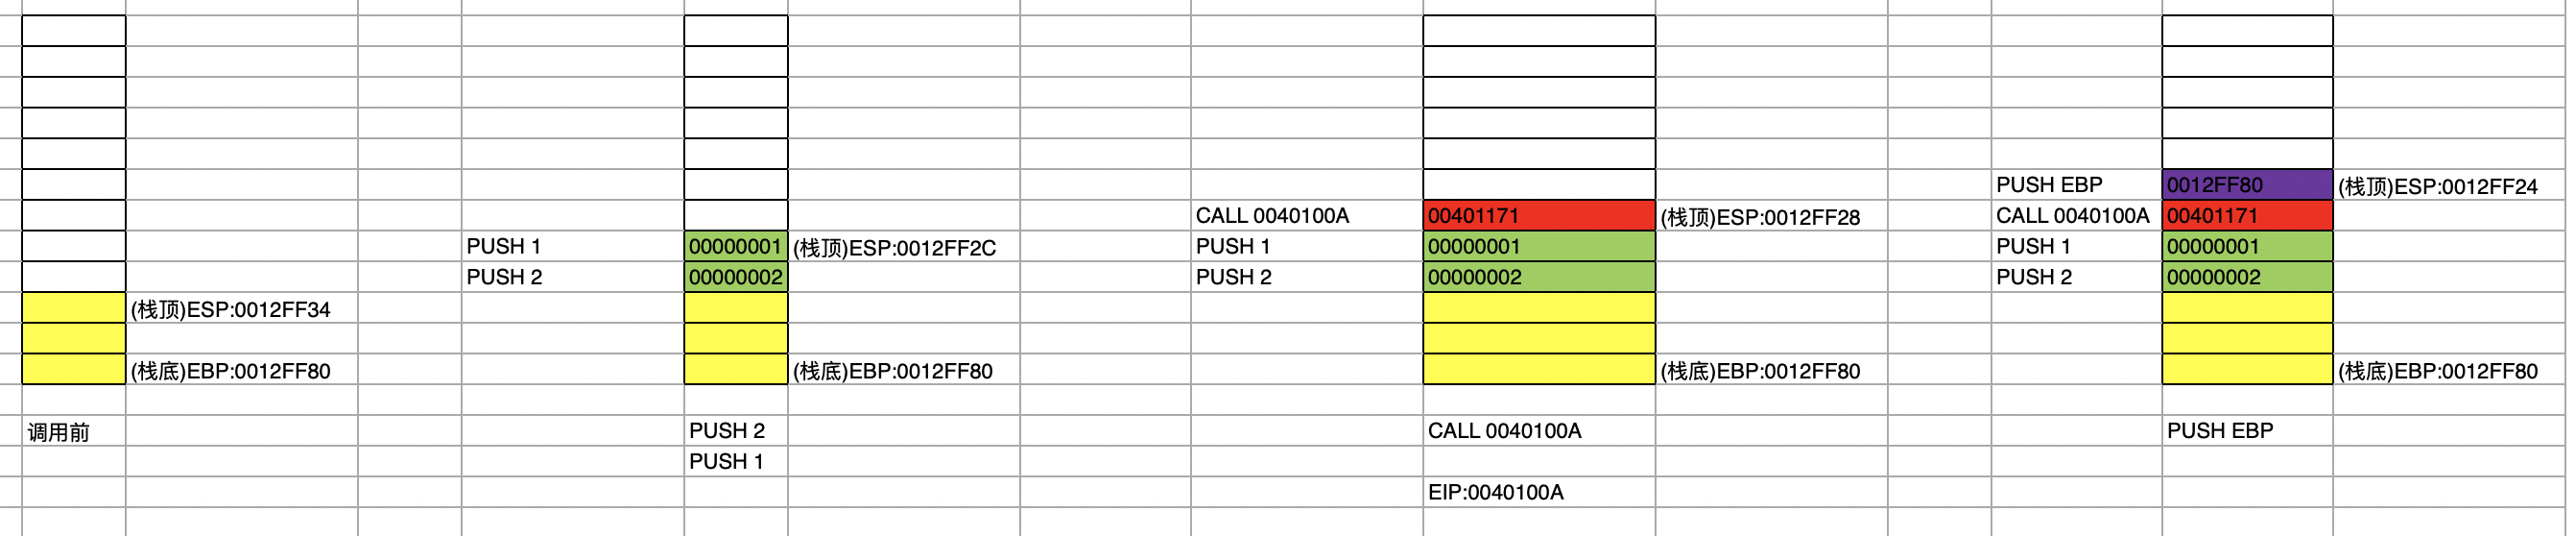 PUSH EBP 0012FF80 (栈顶)ESP:0012FF24
CALL 0040100A 00401171 (栈顶)ESP:0012FF28 CALL 0040100A 00401171
PUSH 1 00000001 (栈顶)ESP:0012FF2C PUSH 1 00000001 PUSH 1 00000001
PUSH 2 00000002 PUSH 2 00000002 PUSH 2 00000002
(栈顶)ESP:0012FF34
(栈底)EBP:0012FF80 (栈底)EBP:0012FF80 (栈底)EBP:0012FF80 (栈底)EBP:0012FF80
调用前 PUSH 2 CALL 0040100A PUSH EBP
PUSH 1
EIP:0040100A